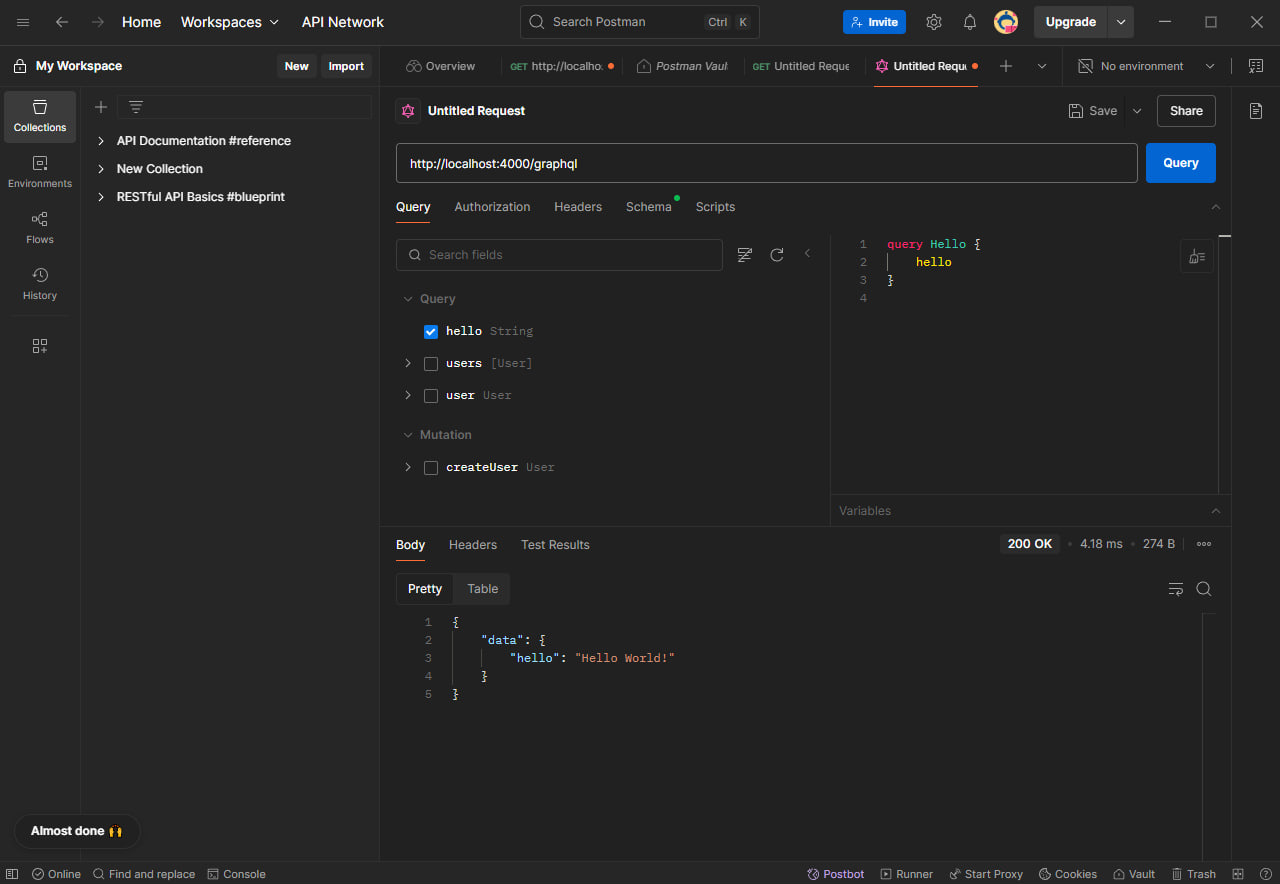 Home Workspaces API Network Search Postman Ctrl K Invite Upgrade
My Workspace New Import Overview GET http://localho: Postman Vaul GET Untitled Reque Untitled Requ No environment
Collections
Environments
Flows
History
API Documentation #reference
New Collection
RESTful API Basics #blueprint
Untitled Request Save Share
http://localhost:4000/graphql Query
Query Authorization Headers Schema Scripts
Search fields
Query
hello String
users [User]
user User
Mutation
createUser User
1 query Hello {
2 hello
3 }
4
Variables
Body Headers Test Results 200 OK • 4.18 ms • 274 B
Pretty Table
1 {
2 "data": {
3 "hello": "Hello World!"
4 }
5 }
Almost done 🙌
Online Find and replace Console Postbot Runner Start Proxy Cookies Vault Trash